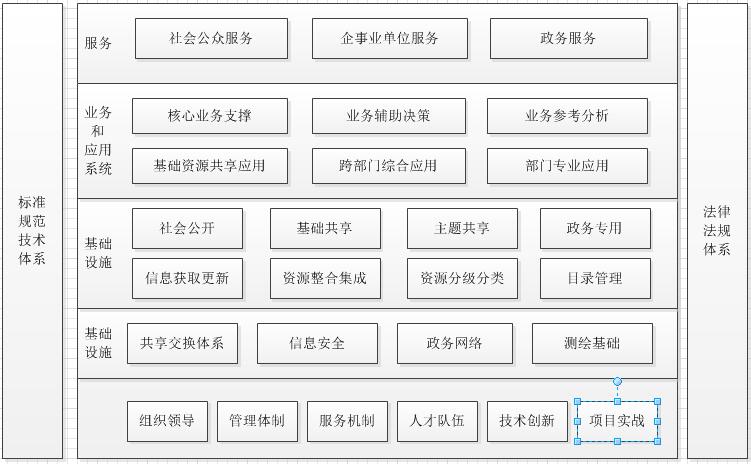 标准
规范
技术
体系
服务
社会公众服务
企事业单位服务
政务服务
业务
和
应用
系统
核心业务支撑
业务辅助决策
业务参考分析
基础资源共享应用
跨部门综合应用
部门专业应用
基础
设施
社会公开
基础共享
主题共享
政务专用
信息获取更新
资源整合集成
资源分级分类
目录管理
基础
设施
共享交换体系
信息安全
政务网络
测绘基础
组织领导
管理体制
服务机制
人才队伍
技术创新
项目实战
法律
法规
体系